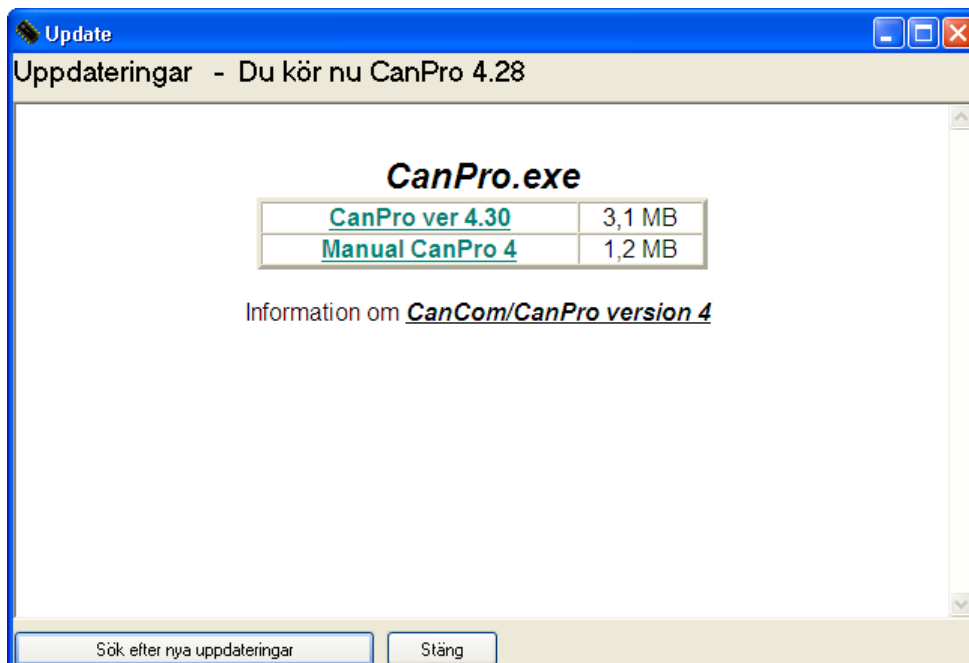 Update
Uppdateringar - Du kör nu CanPro 4.28
CanPro.exe
CanPro ver 4.30 3,1 MB
Manual CanPro 4 1,2 MB
Information om CanCom/CanPro version 4
Sök efter nya uppdateringar Stäng